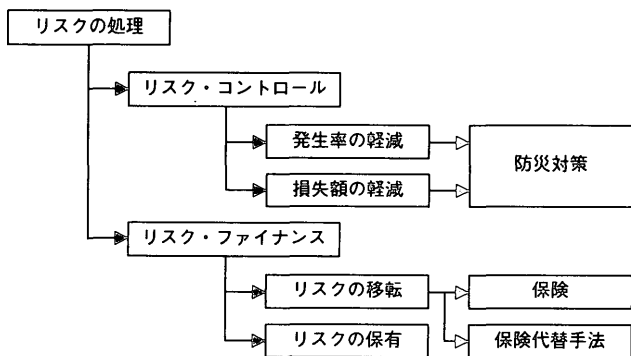 リスクの処理
リスク・コントロール
発生率の軽減
損失額の軽減
防災対策
リスク・ファイナンス
リスクの移転
保険
リスクの保有
保険代替手法